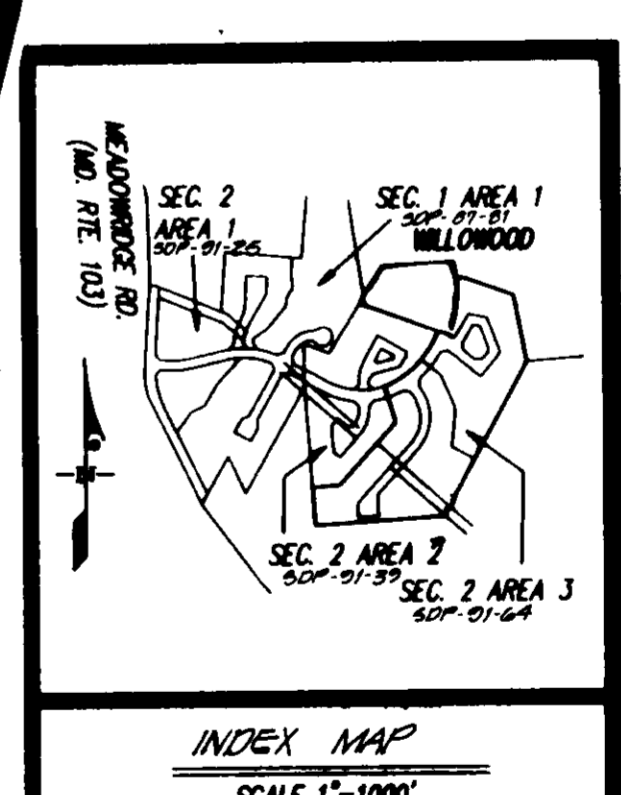 MEADOWRIDGE RD.
(MD. RTE. 103)
SEC. 2
AREA 1
SDP-91-26
SEC. 1 AREA 1
SDP-87-81
WILLOWOOD
SEC. 2 AREA 2
SDP-91-39
SEC. 2 AREA 3
SDP-91-64
INDEX MAP
SCALE 1"=1000'